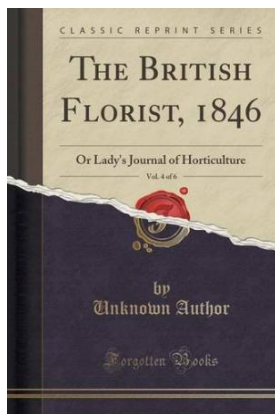 CLASSIC REPRINT SERIES
THE BRITISH
FLORIST, 1846
Or Lady's Journal of Horticulture
Vol. 4 of 6
by
Unknown Author
Forgotten Books